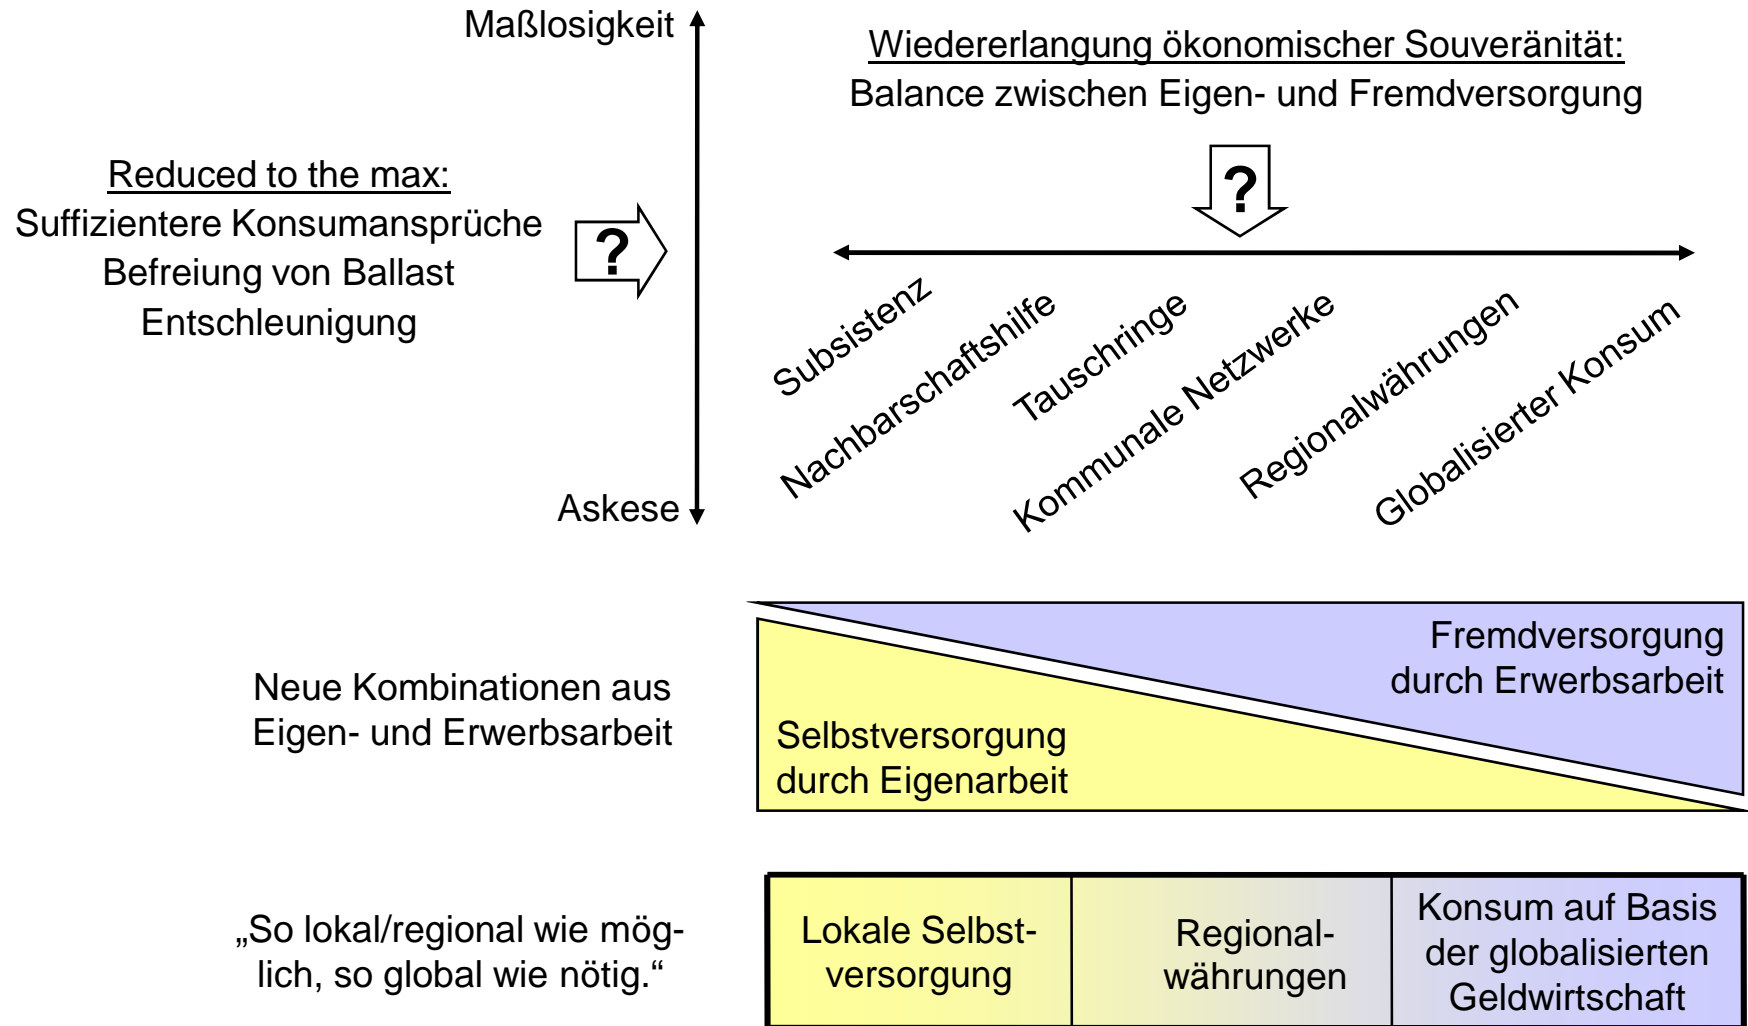 Maßlosigkeit
Wiedererlangung ökonomischer Souveränität:
Balance zwischen Eigen- und Fremdversorgung
Reduced to the max:
Suffizientere Konsumansprüche
Befreiung von Ballast
Entschleunigung
?
?
Subsistenz
Nachbarschaftshilfe
Tauschringe
Kommunale Netzwerke
Regionalwährungen
Globalisierter Konsum
Askese
Neue Kombinationen aus
Eigen- und Erwerbsarbeit
Fremdversorgung
durch Erwerbsarbeit
Selbstversorgung
durch Eigenarbeit
„So lokal/regional wie mög-
lich, so global wie nötig.“
Lokale Selbst-
versorgung
Regional-
währungen
Konsum auf Basis
der globalisierten
Geldwirtschaft